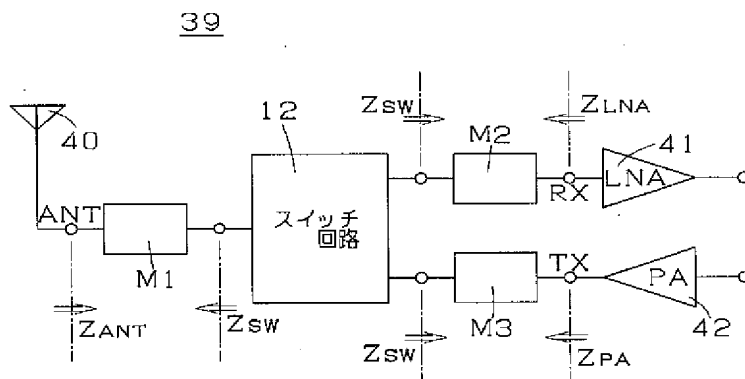 39
40
ANT
M1
ZANT
ZSW
12
スイッチ
回路
ZSW
M2
ZLNA
RX
41
LNA
ZSW
M3
TX
ZPA
PA
42